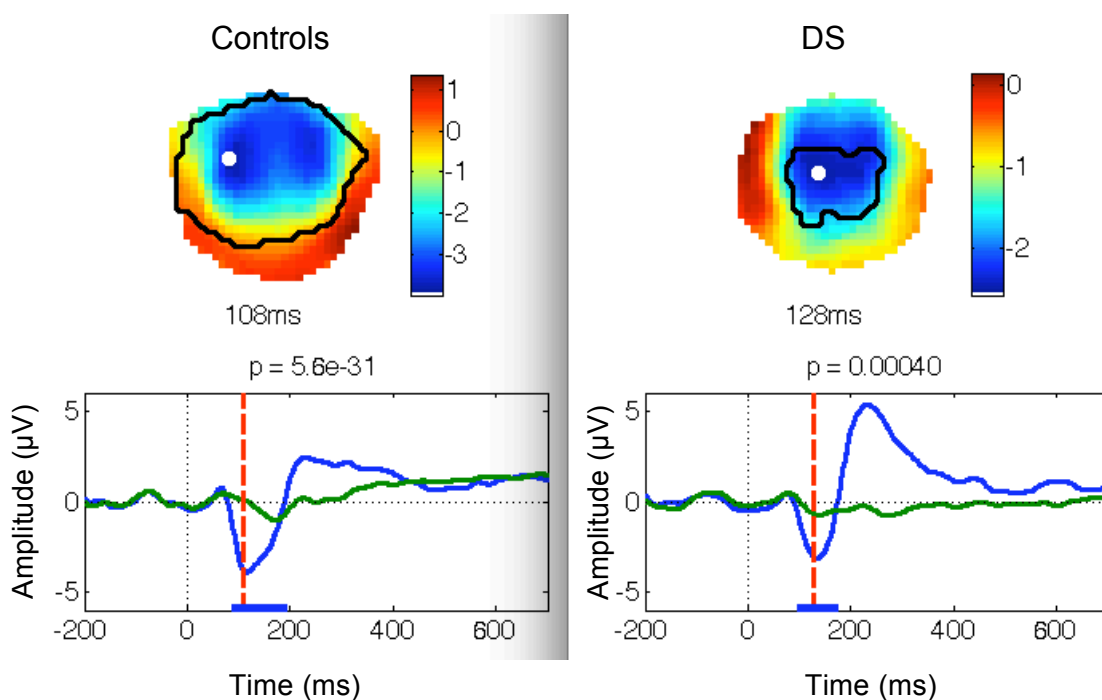 Controls
1
0
-1
-2
-3
108ms
p = 5.6e-31
Amplitude (µV)
5
0
-5
-200
0
200
400
600
Time (ms)
DS
0
-1
-2
128ms
p = 0.00040
Amplitude (µV)
5
0
-5
-200
0
200
400
600
Time (ms)